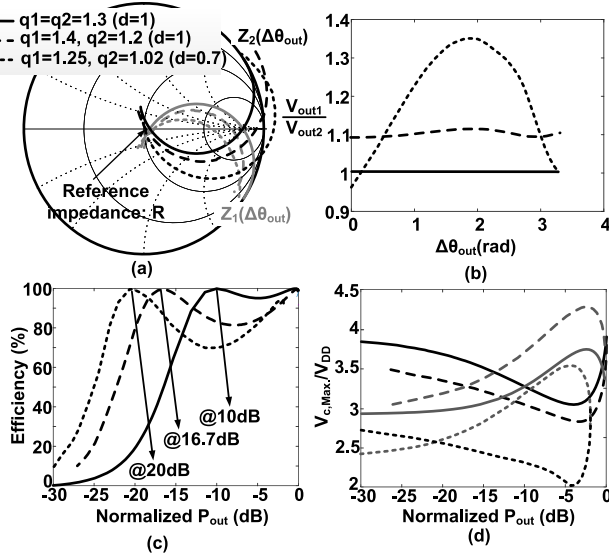 q1=q2=1.3 (d=1)
q1=1.4, q2=1.2 (d=1)
q1=1.25, q2=1.02 (d=0.7)
Z2(Δθout)
Reference
impedance: R
Z1(Δθout)
(a)
Vout1
Vout2
1.4
1.3
1.2
1.1
1
0.9
0 1 2 3 4
Δθout(rad)
(b)
Efficiency (%)
100
80
60
40
20
0
@10dB
@16.7dB
@20dB
-30 -25 -20 -15 -10 -5 0
Normalized Pout (dB)
(c)
Vc,Max./VDD
4.5
4
3.5
3
2.5
2
-30 -25 -20 -15 -10 -5 0
Normalized Pout (dB)
(d)